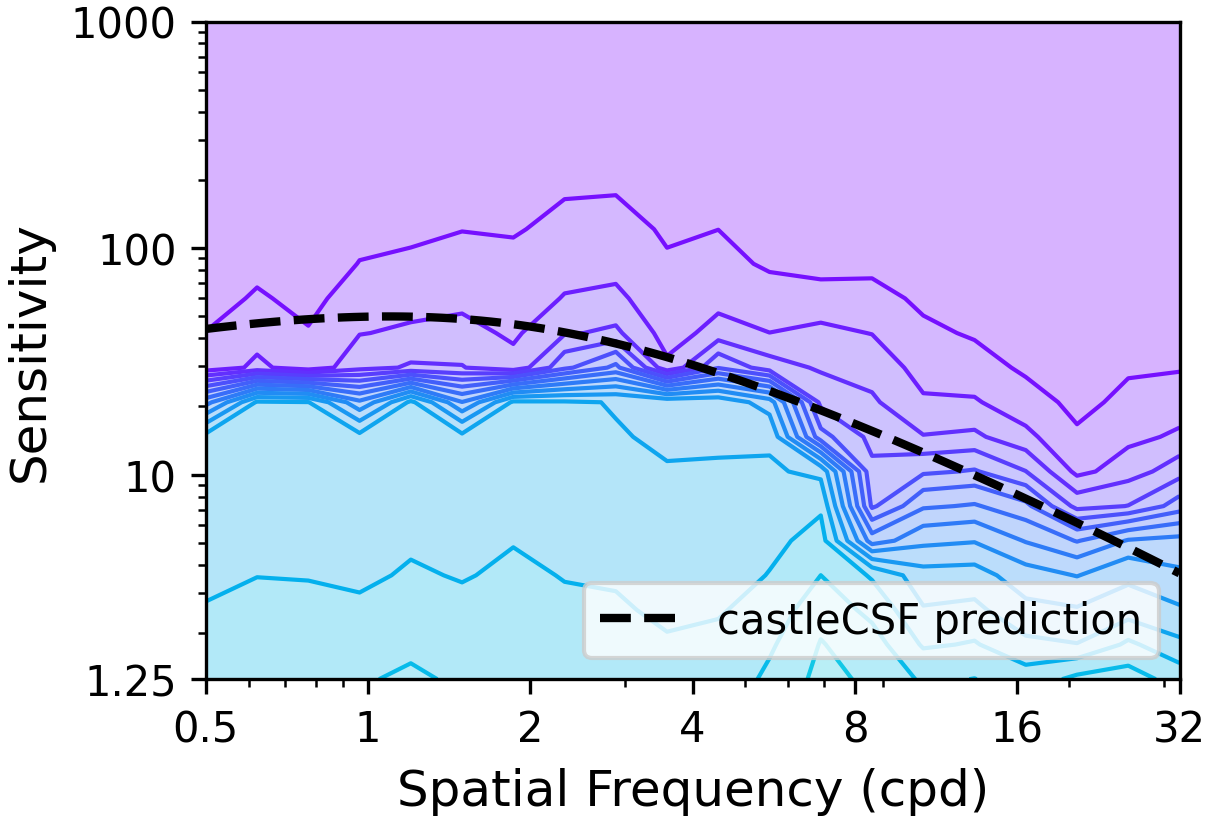 1000
100
10
1.25
Sensitivity
castleCSF prediction
0.5 1 2 4 8 16 32
Spatial Frequency (cpd)